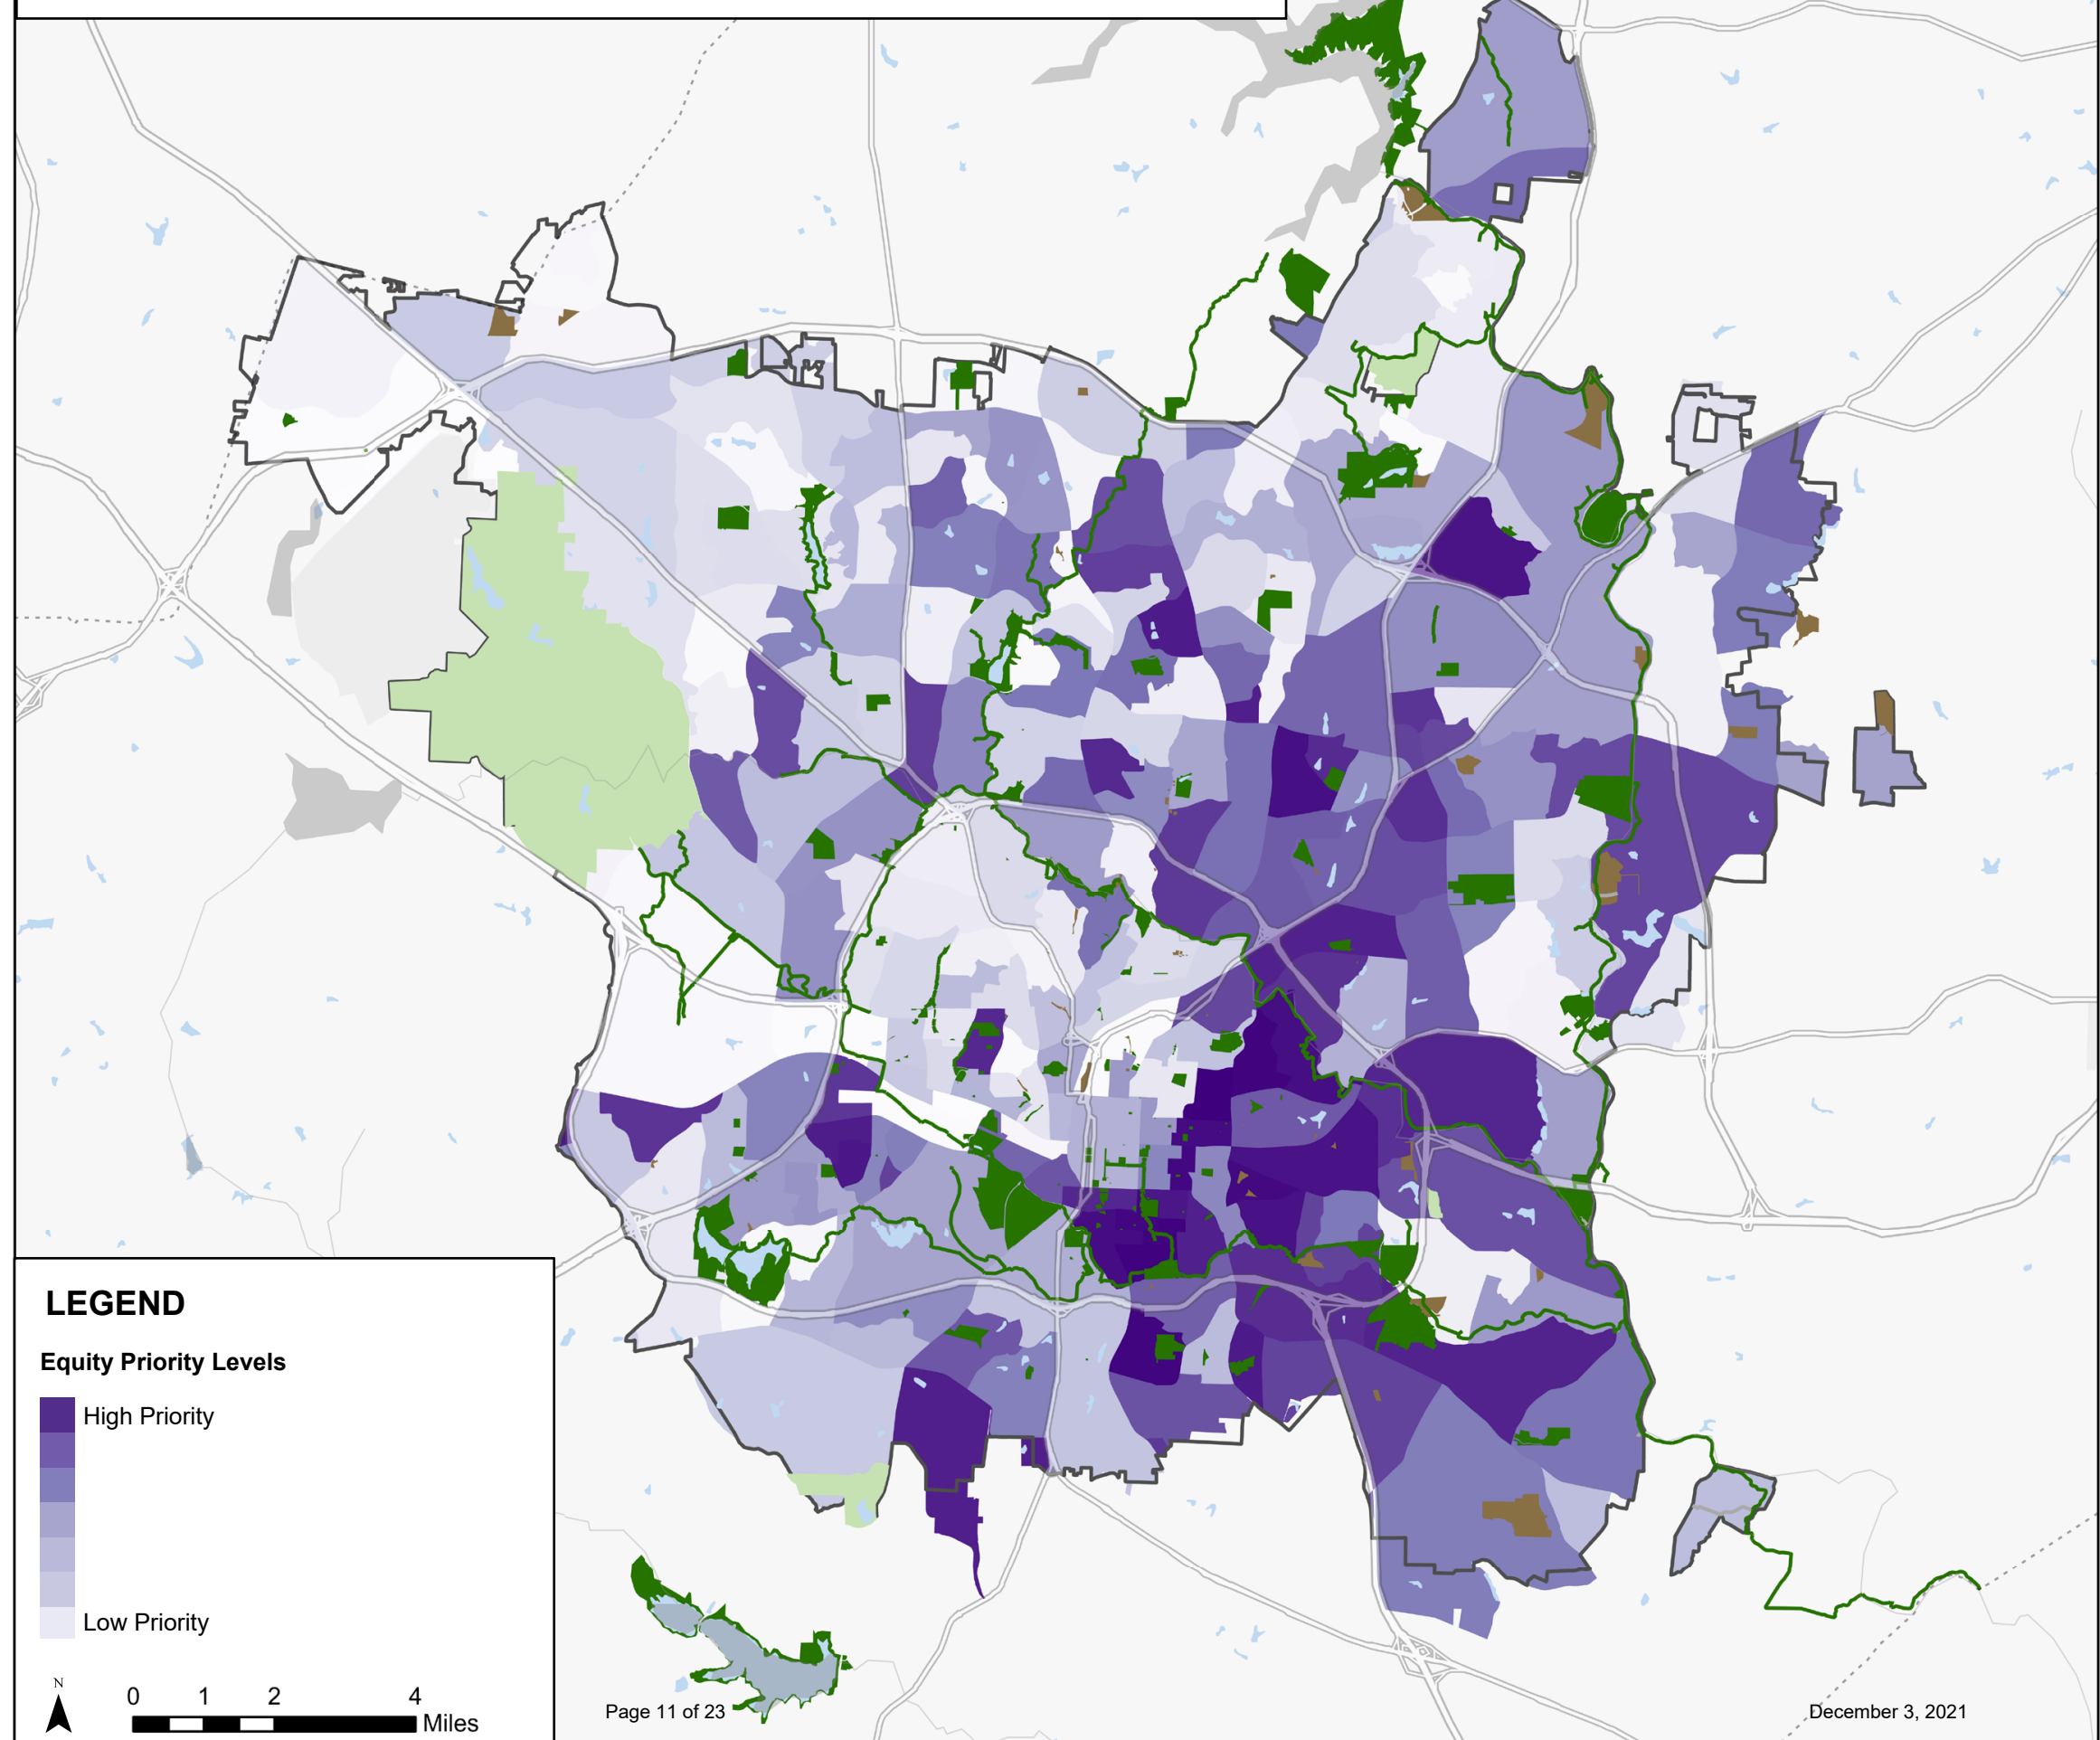 LEGEND
Equity Priority Levels
High Priority
Low Priority
N
0 1 2 4
Miles
Page 11 of 23
December 3, 2021